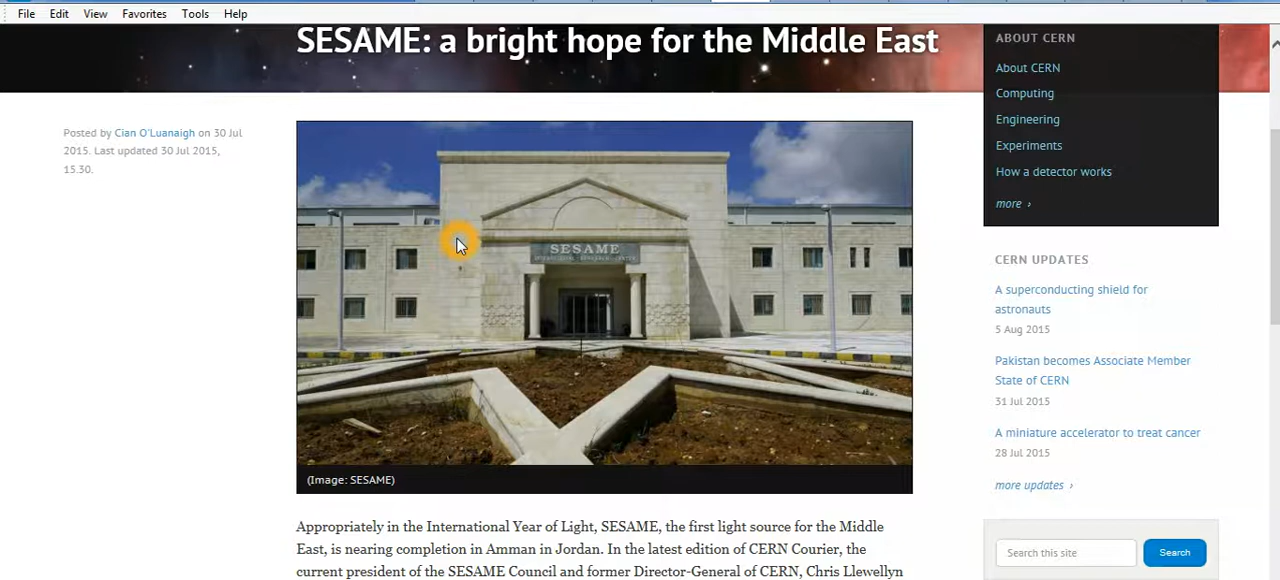 File Edit View Favorites Tools Help
SESAME: a bright hope for the Middle East
Posted by Cian O'Luanaigh on 30 Jul
2015. Last updated 30 Jul 2015,
15.30.
SESAME
(Image: SESAME)
Appropriately in the International Year of Light, SESAME, the first light source for the Middle
East, is nearing completion in Amman in Jordan. In the latest edition of CERN Courier, the
current president of the SESAME Council and former Director-General of CERN, Chris Llewellyn
ABOUT CERN
About CERN
Computing
Engineering
Experiments
How a detector works
more ›
CERN UPDATES
A superconducting shield for
astronauts
5 Aug 2015
Pakistan becomes Associate Member
State of CERN
31 Jul 2015
A miniature accelerator to treat cancer
28 Jul 2015
more updates ›
Search this site
Search